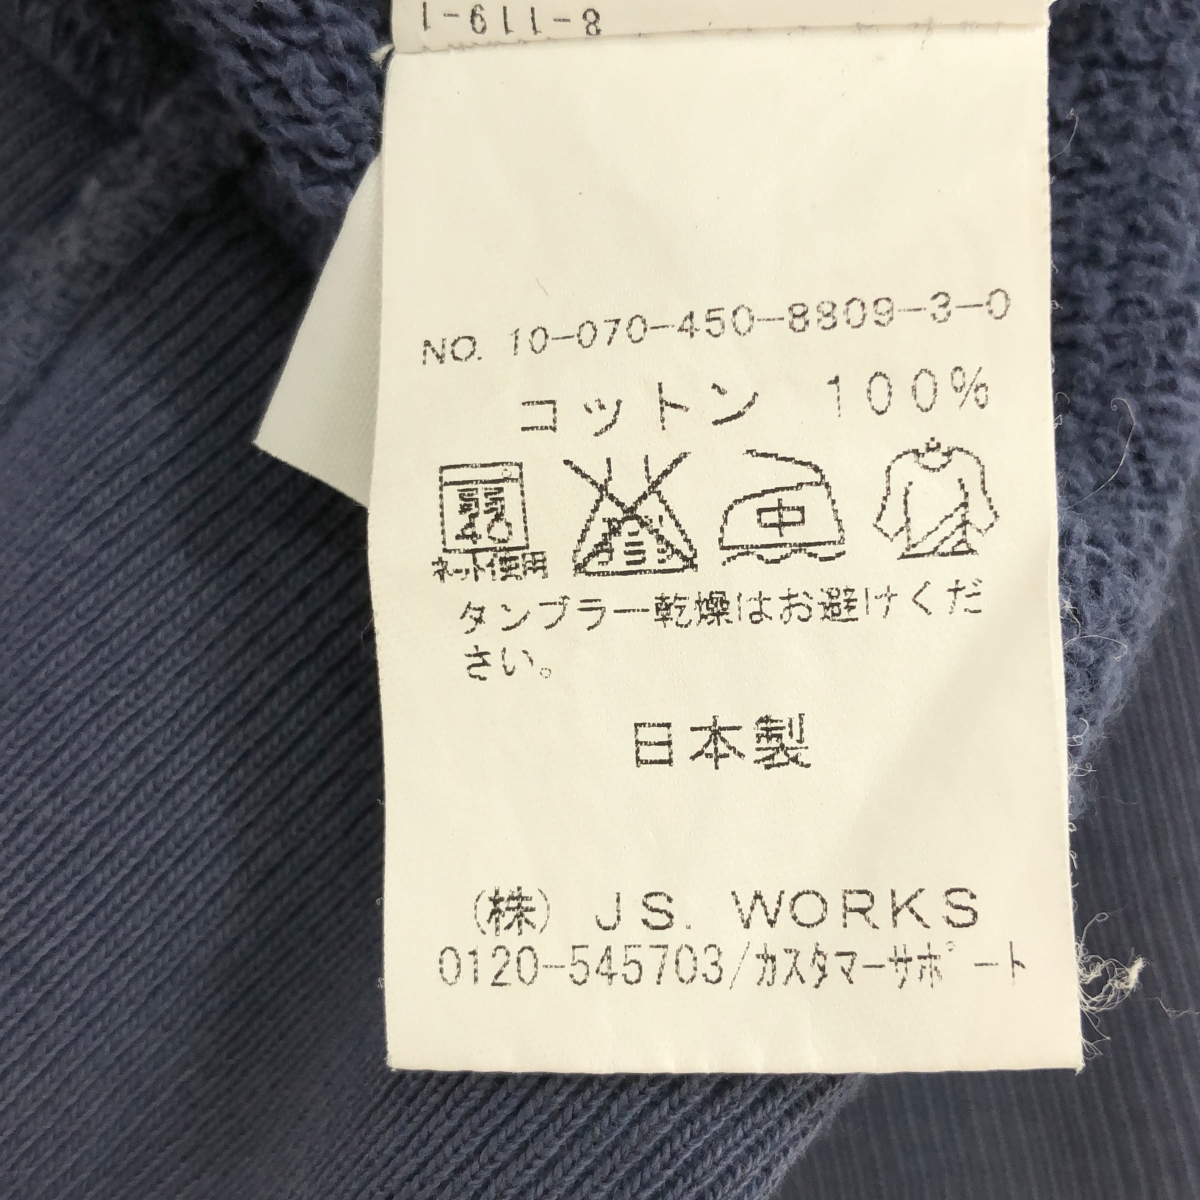 8-119-1
NO. 10-070-450-8809-3-0
コットン 100%
40 中
ネット使用
タンブラー乾燥はお避けくだ
さい。
日本製
(株) JS. WORKS
0120-545703/カスタマーサポート